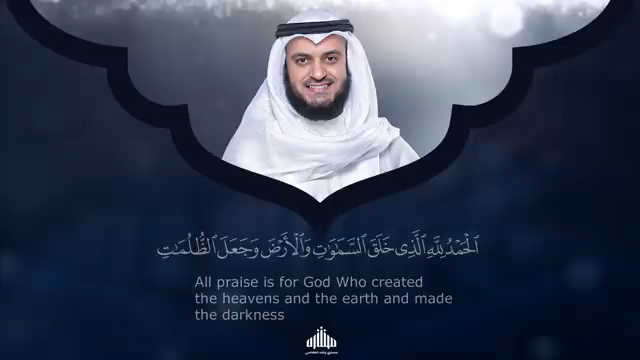 ٱلْحَمْدُ لِلَّهِ ٱلَّذِى خَلَقَ ٱلسَّمَٰوَٰتِ وَٱلْأَرْضَ وَجَعَلَ ٱلظُّلُمَٰتِ
All praise is for God Who created
the heavens and the earth and made
the darkness